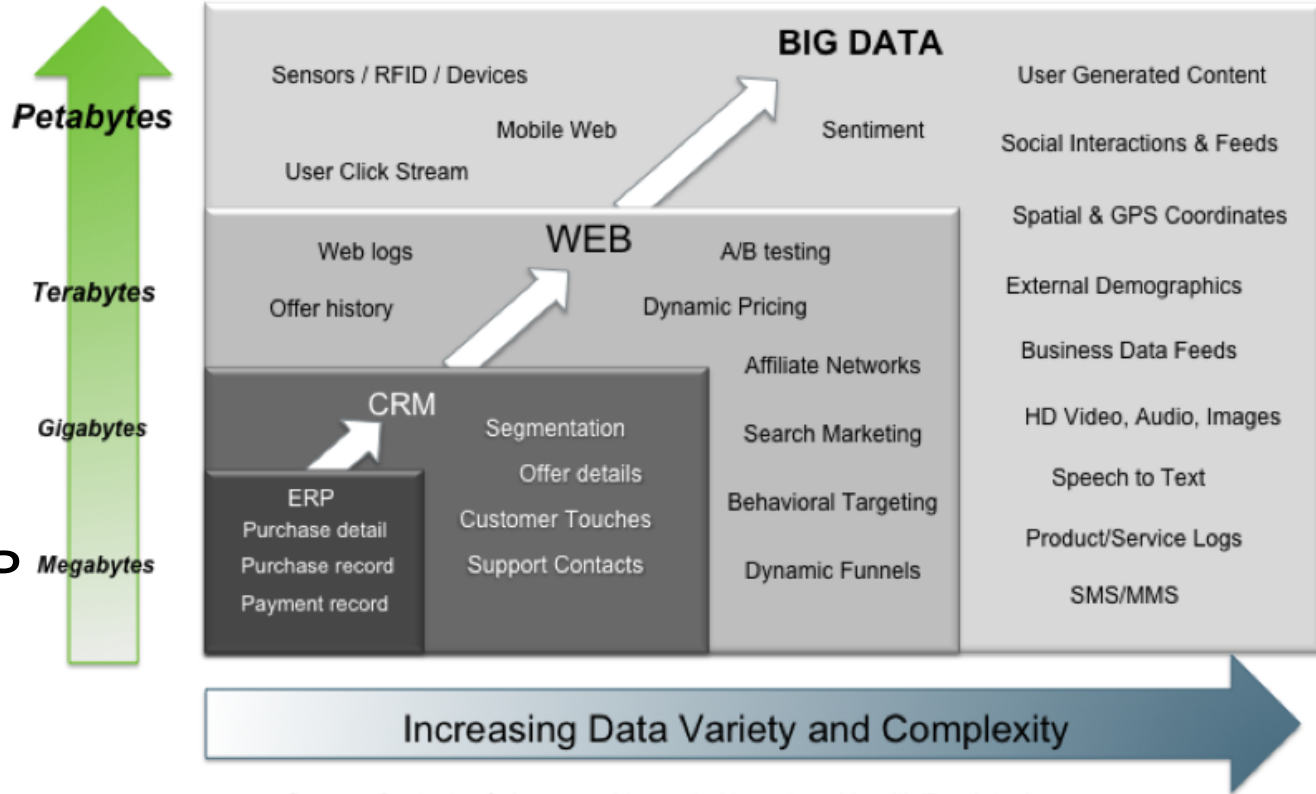 BIG DATA
Sensors / RFID / Devices
User Generated Content
Petabytes
Mobile Web
Sentiment
Social Interactions & Feeds
User Click Stream
Spatial & GPS Coordinates
WEB
Web logs
A/B testing
External Demographics
Terabytes
Offer history
Dynamic Pricing
Business Data Feeds
Affiliate Networks
CRM
HD Video, Audio, Images
Gigabytes
Segmentation
Search Marketing
Offer details
Speech to Text
ERP
Behavioral Targeting
Purchase detail
Customer Touches
Product/Service Logs
P
Megabytes
Purchase record
Support Contacts
Dynamic Funnels
Payment record
SMS/MMS
Increasing Data Variety and Complexity